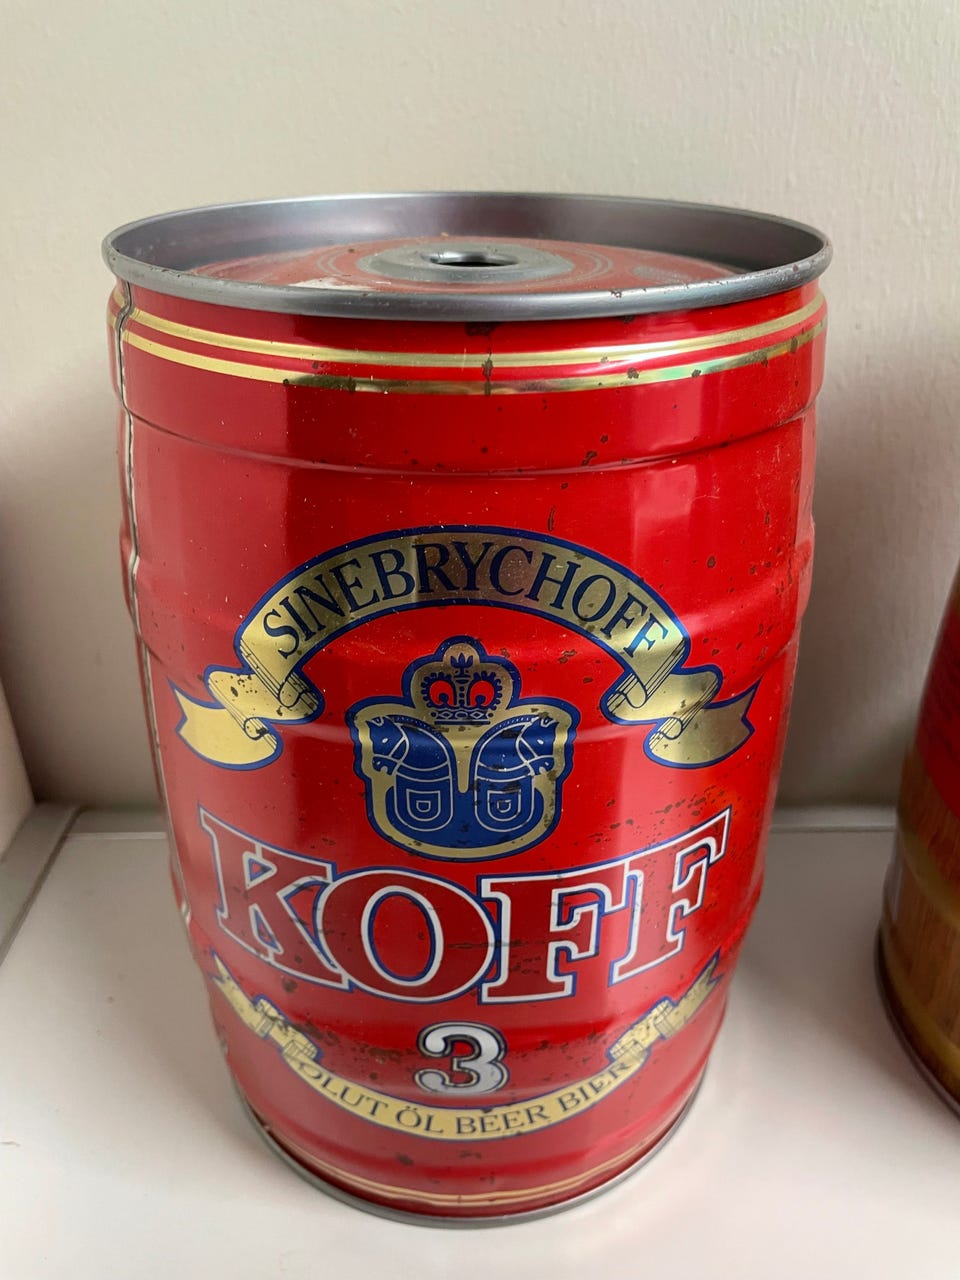 SINEBRYCHOFF
D D
KOFF
3
OLUT ÖL BEER BIER